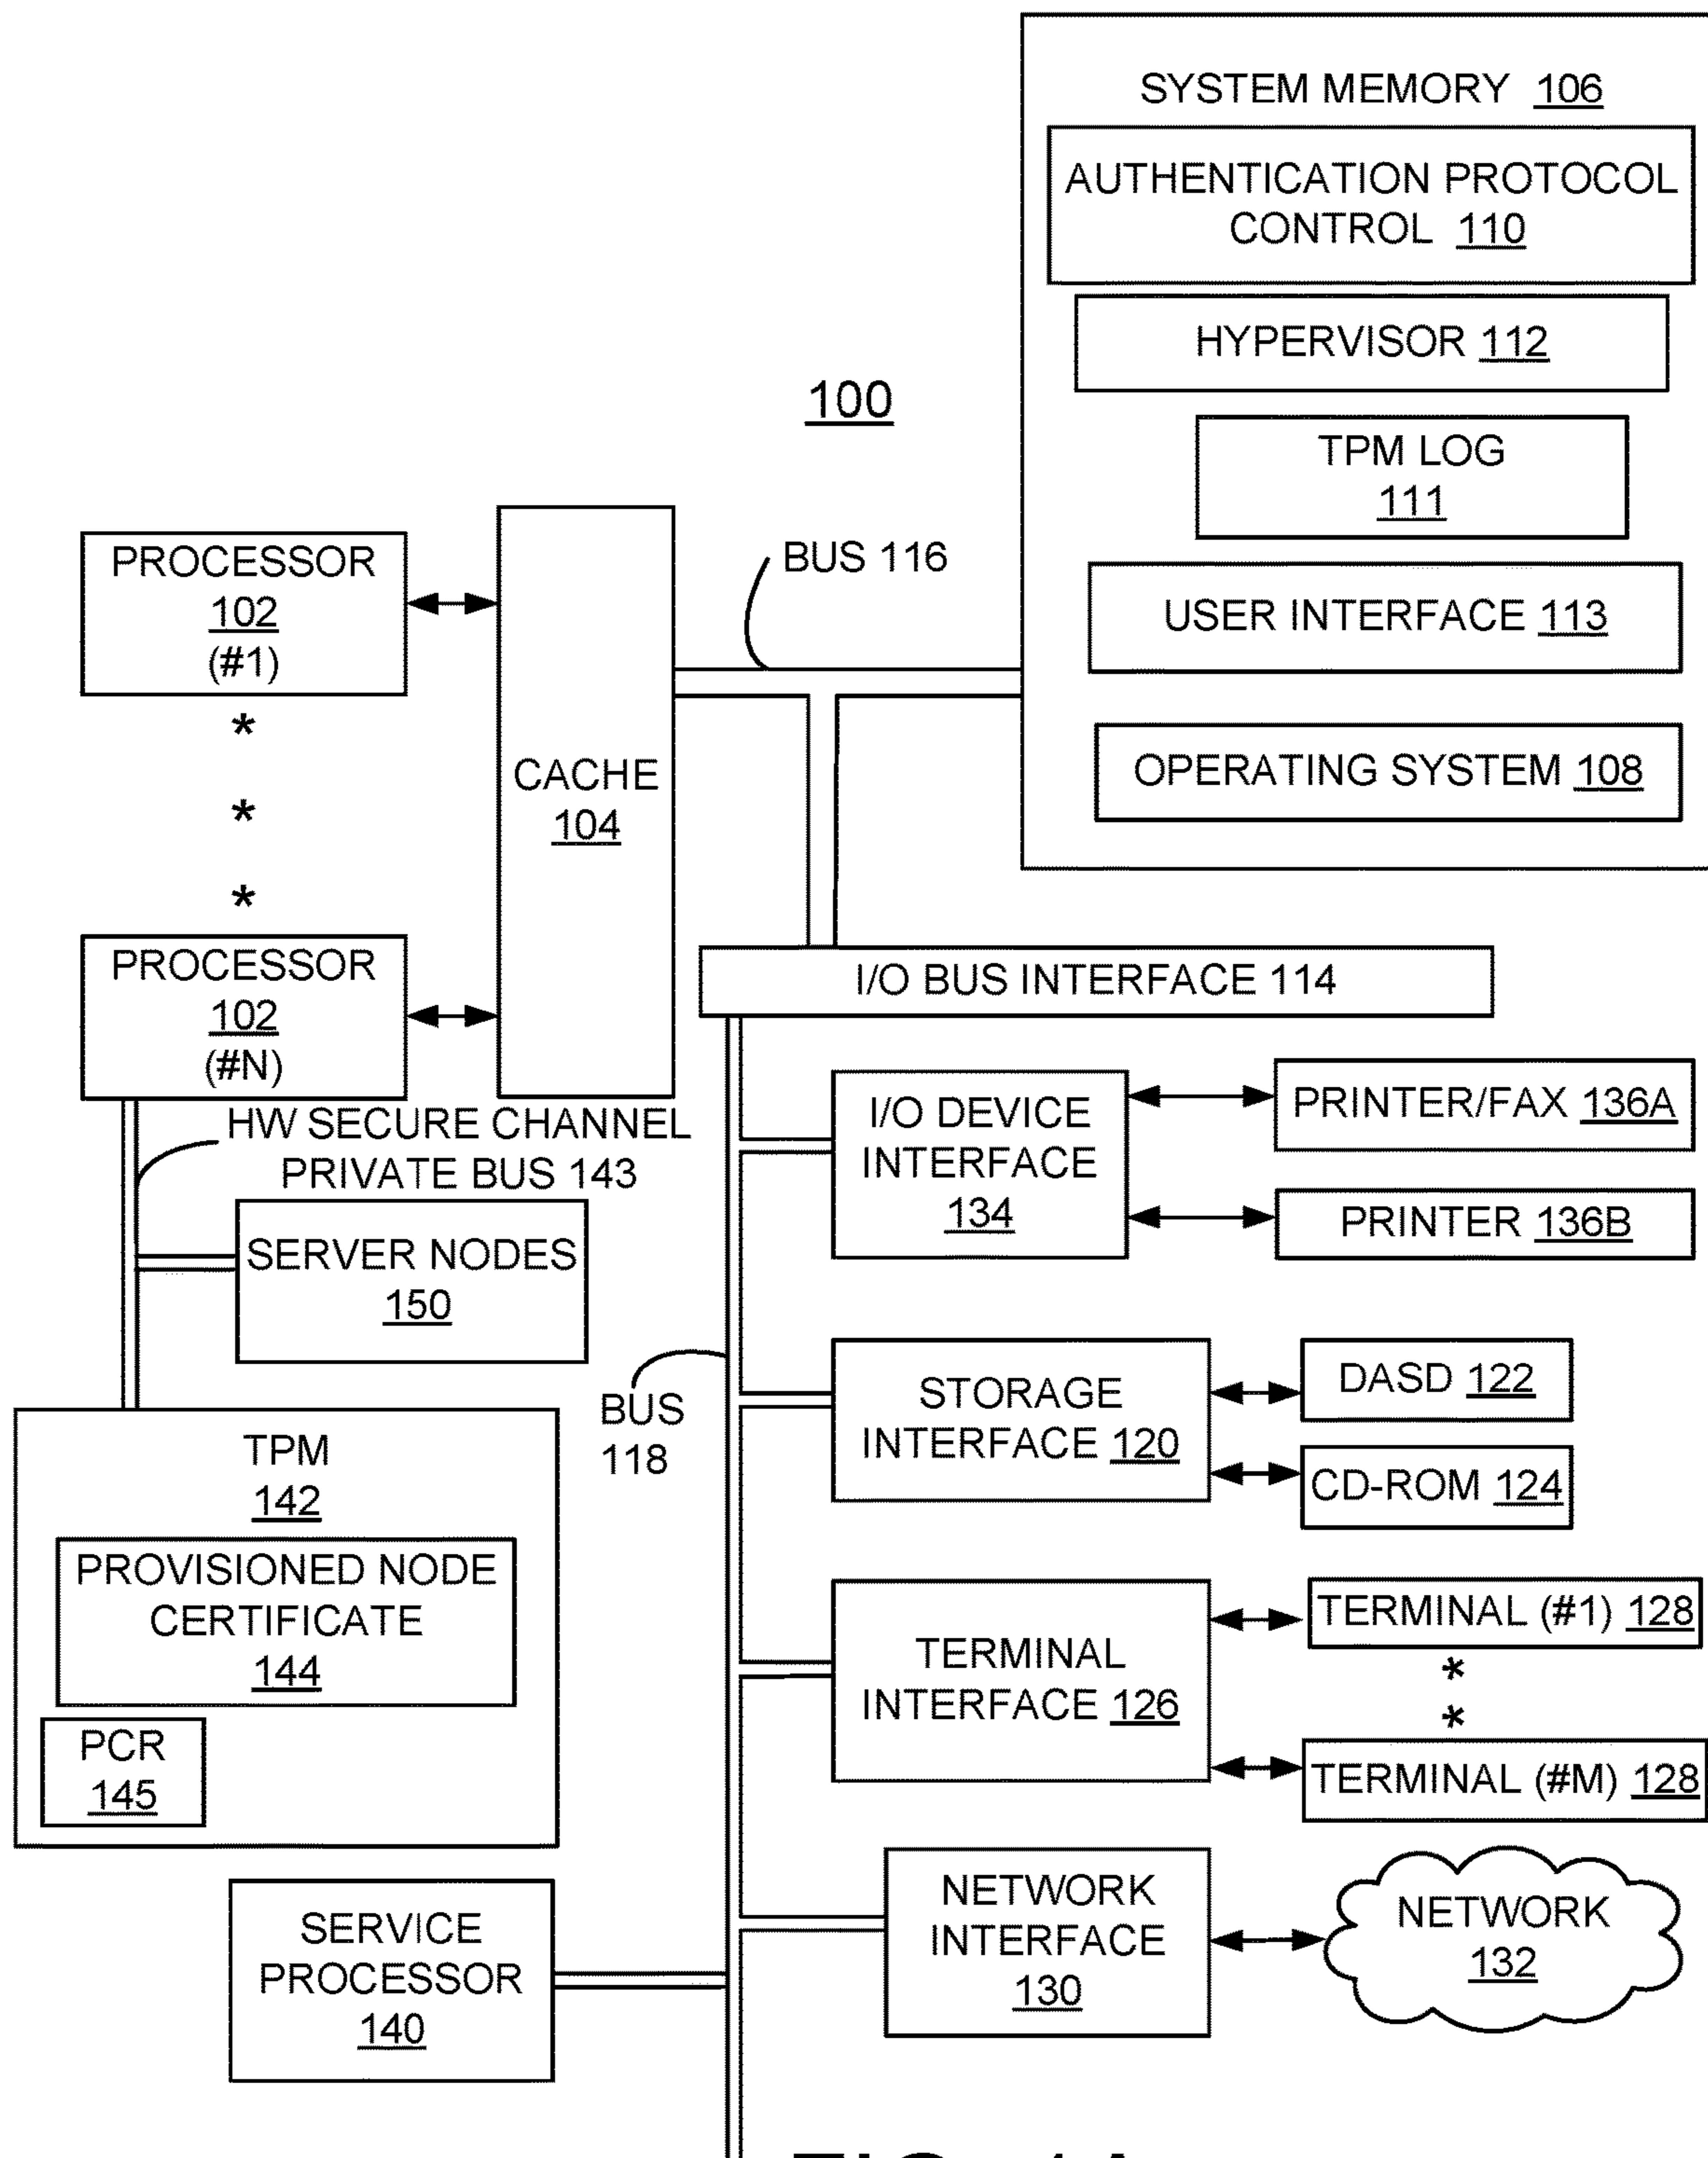 SYSTEM MEMORY 106
AUTHENTICATION PROTOCOL
CONTROL 110
HYPERVISOR 112
100
TPM LOG
111
BUS 116
USER INTERFACE 113
OPERATING SYSTEM 108
PROCESSOR
102
(#1)
*
*
*
CACHE
104
PROCESSOR
102
(#N)
I/O BUS INTERFACE 114
HW SECURE CHANNEL
PRIVATE BUS 143
SERVER NODES
150
I/O DEVICE
INTERFACE
134
PRINTER/FAX 136A
PRINTER 136B
BUS
118
STORAGE
INTERFACE 120
DASD 122
CD-ROM 124
TPM
142
PROVISIONED NODE
CERTIFICATE
144
PCR
145
TERMINAL
INTERFACE 126
TERMINAL (#1) 128
*
*
TERMINAL (#M) 128
SERVICE
PROCESSOR
140
NETWORK
INTERFACE
130
NETWORK
132